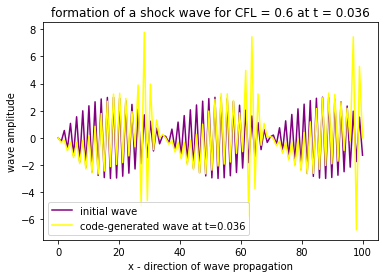 formation of a shock wave for CFL = 0.6 at t = 0.036
8
6
4
2
0
−2
−4
−6
wave amplitude
initial wave
code-generated wave at t=0.036
0 20 40 60 80 100
x - direction of wave propagation